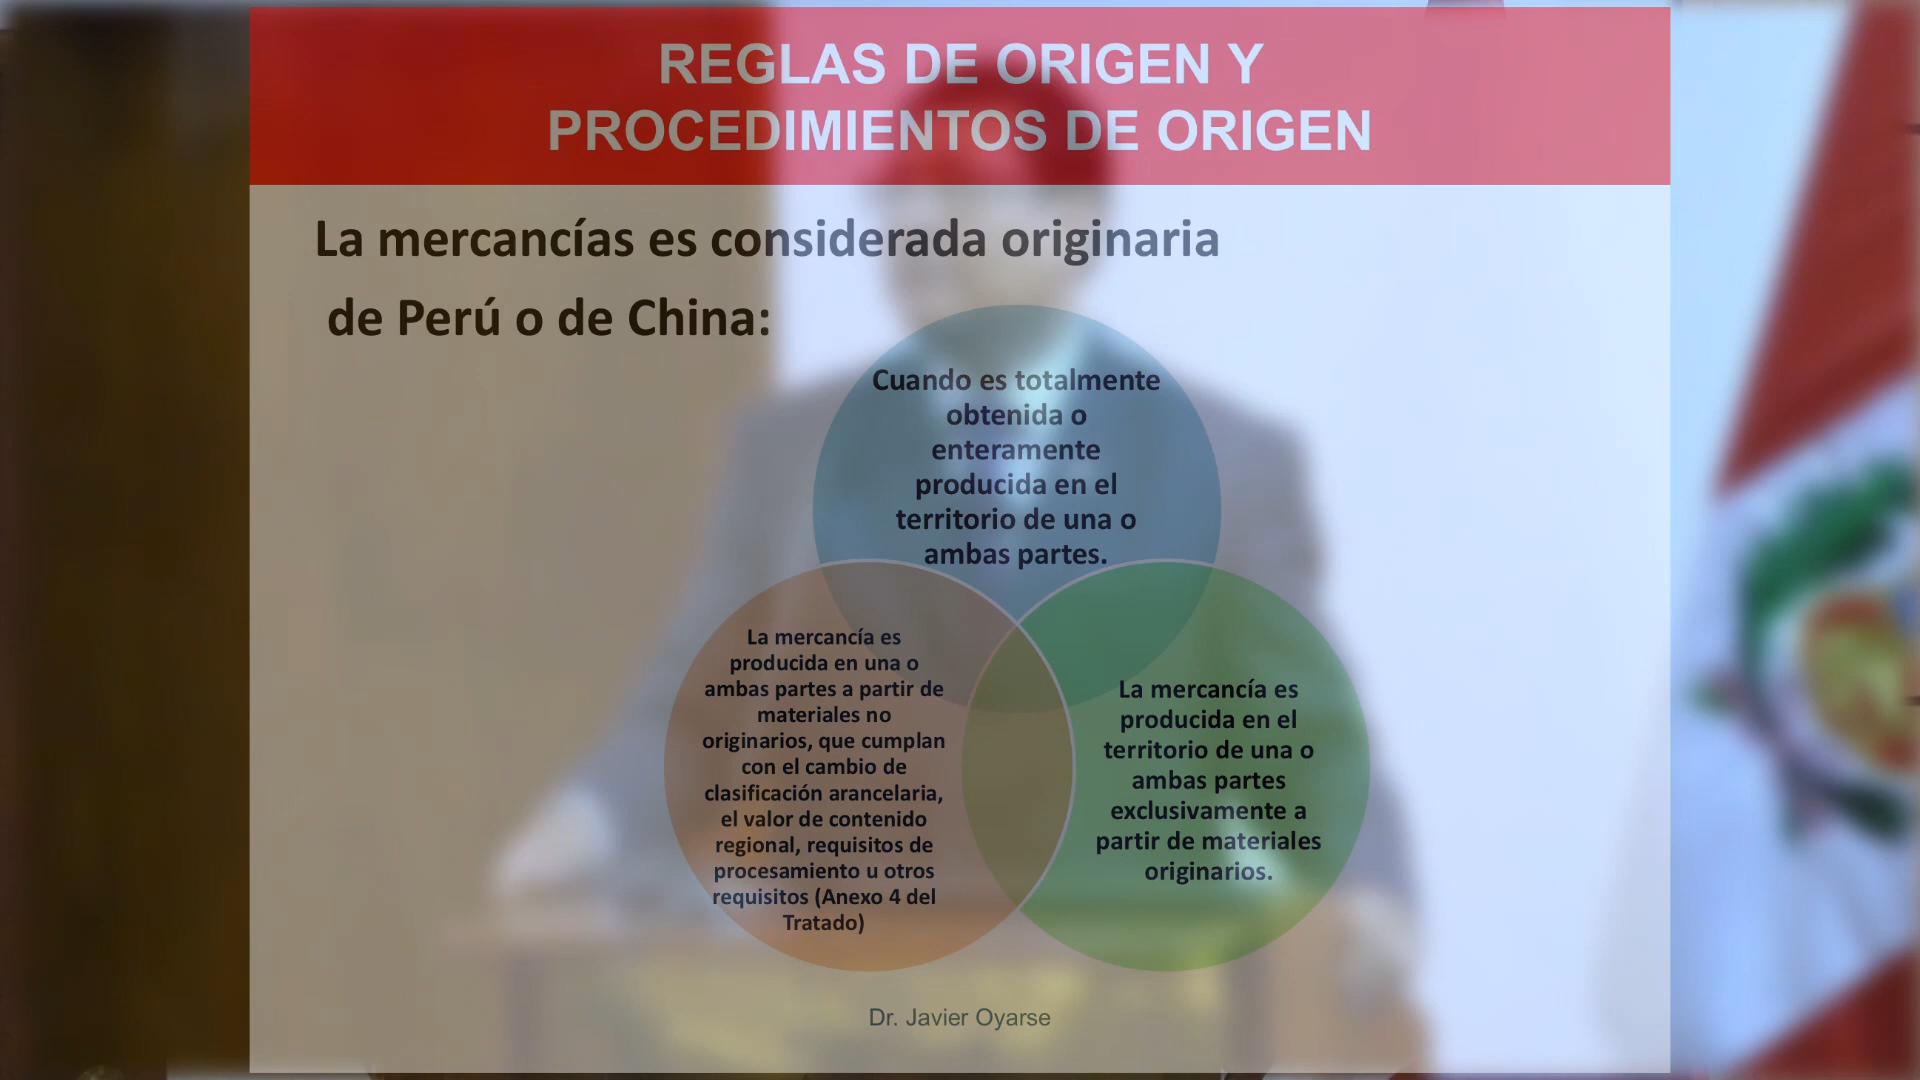 REGLAS DE ORIGEN Y
PROCEDIMIENTOS DE ORIGEN
La mercancías es considerada originaria
de Perú o de China:
Cuando es totalmente
obtenida o
enteramente
producida en el
territorio de una o
ambas partes.
La mercancía es
producida en una o
ambas partes a partir de
materiales no
originarios, que cumplan
con el cambio de
clasificación arancelaria,
el valor de contenido
regional, requisitos de
procesamiento u otros
requisitos (Anexo 4 del
Tratado)
La mercancía es
producida en el
territorio de una o
ambas partes
exclusivamente a
partir de materiales
originarios.
Dr. Javier Oyarse